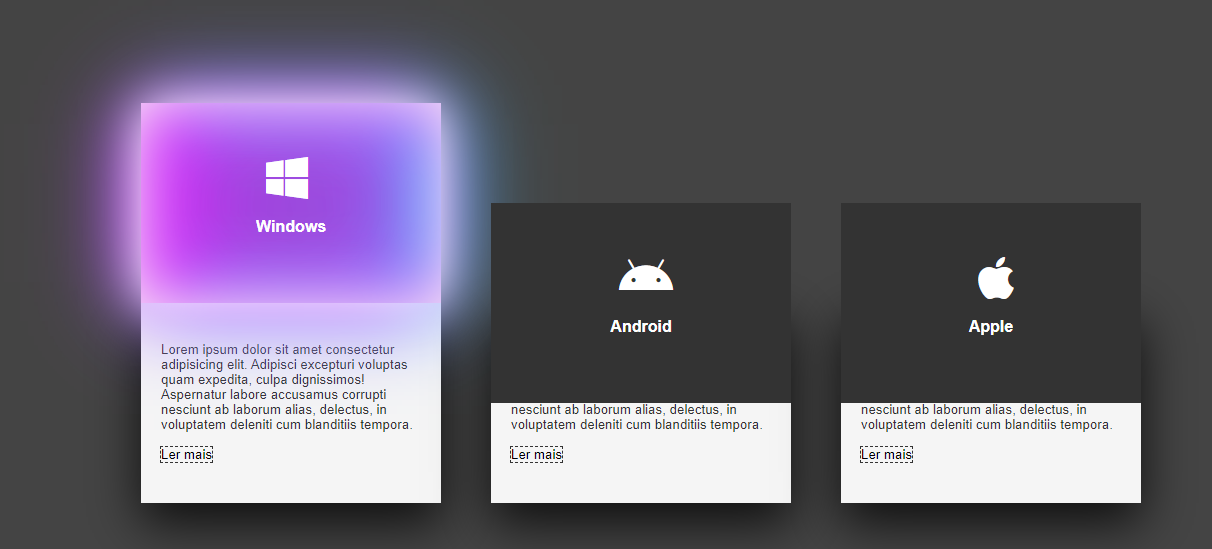 Windows
Lorem ipsum dolor sit amet consectetur
adipisicing elit. Adipisci excepturi voluptas
quam expedita, culpa dignissimos!
Aspernatur labore accusamus corrupti
nesciunt ab laborum alias, delectus, in
voluptatem deleniti cum blanditiis tempora.
Ler mais
Android
nesciunt ab laborum alias, delectus, in
voluptatem deleniti cum blanditiis tempora.
Ler mais
Apple
nesciunt ab laborum alias, delectus, in
voluptatem deleniti cum blanditiis tempora.
Ler mais